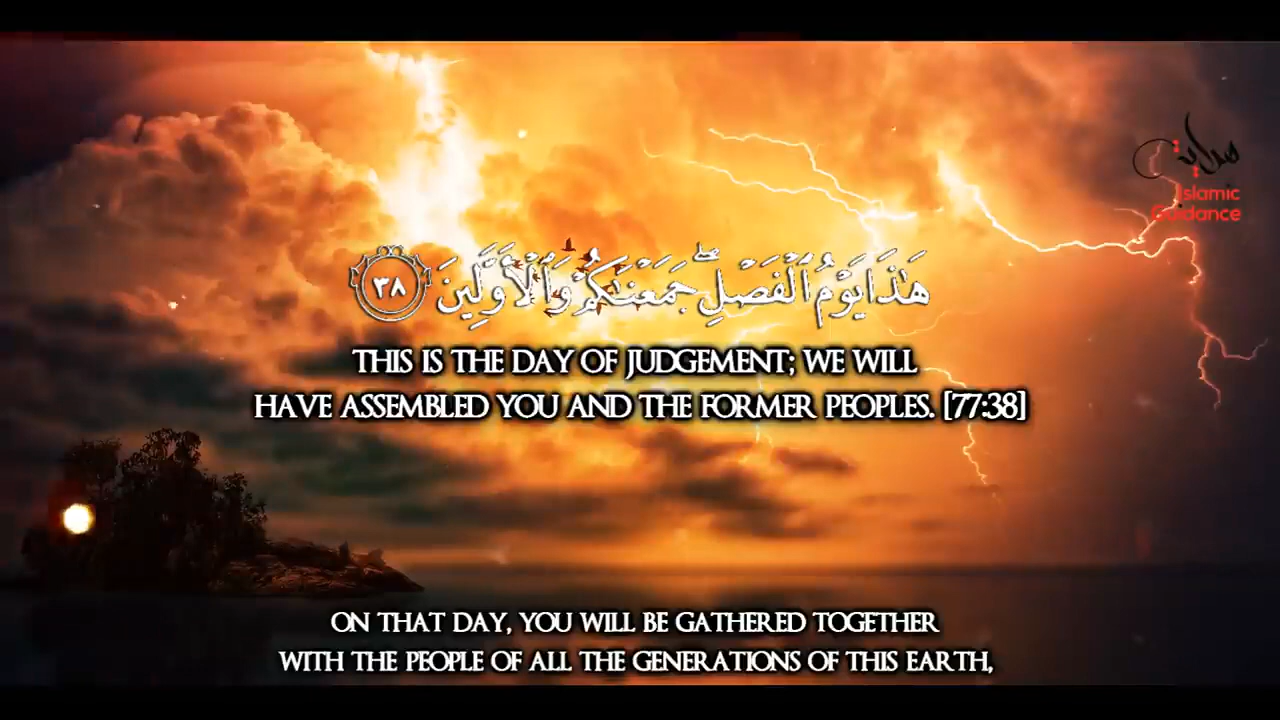 هداية
Islamic
Guidance
هَـٰذَا يَوْمُ ٱلْفَصْلِ ۖ جَمَعْنَـٰكُمْ وَٱلْأَوَّلِينَ ٣٨
THIS IS THE DAY OF JUDGEMENT; WE WILL
HAVE ASSEMBLED YOU AND THE FORMER PEOPLES. [77:38]
ON THAT DAY, YOU WILL BE GATHERED TOGETHER
WITH THE PEOPLE OF ALL THE GENERATIONS OF THIS EARTH,